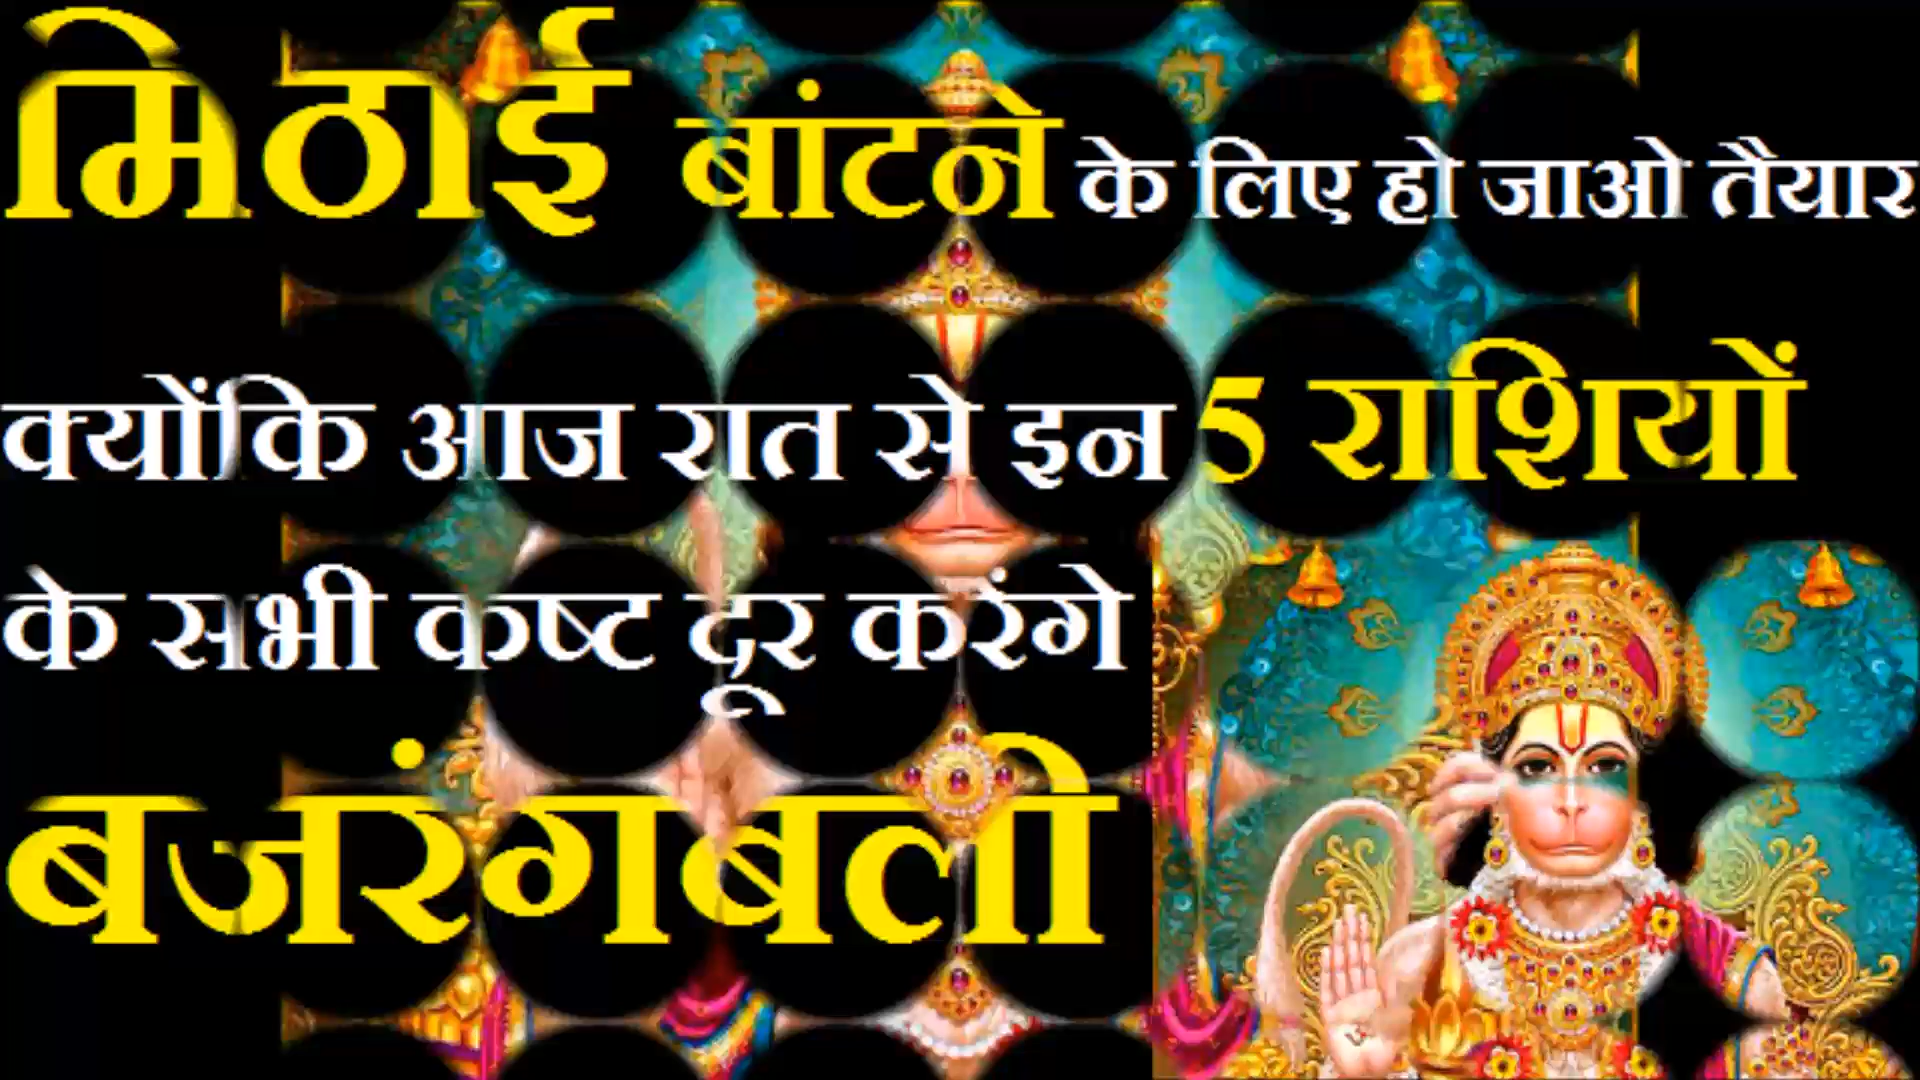 मिठाई बांटने के लिए हो जाओ तैयार
क्योंकि आज रात से इन 5 राशियों
के सभी कष्ट दूर करेंगे
बजरंगबली